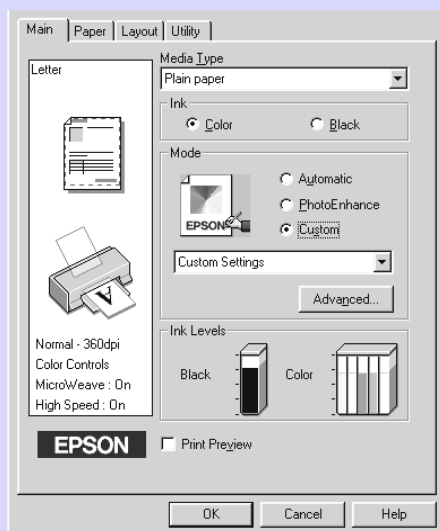 Main Paper Layout Utility
Letter
Normal - 360dpi
Color Controls
MicroWeave : On
High Speed : On
EPSON
Media Type
Plain paper
Ink
Color Black
Mode
EPSON
Automatic
PhotoEnhance
Custom
Custom Settings
Advanced...
Ink Levels
Black Color
Print Preview
OK Cancel Help